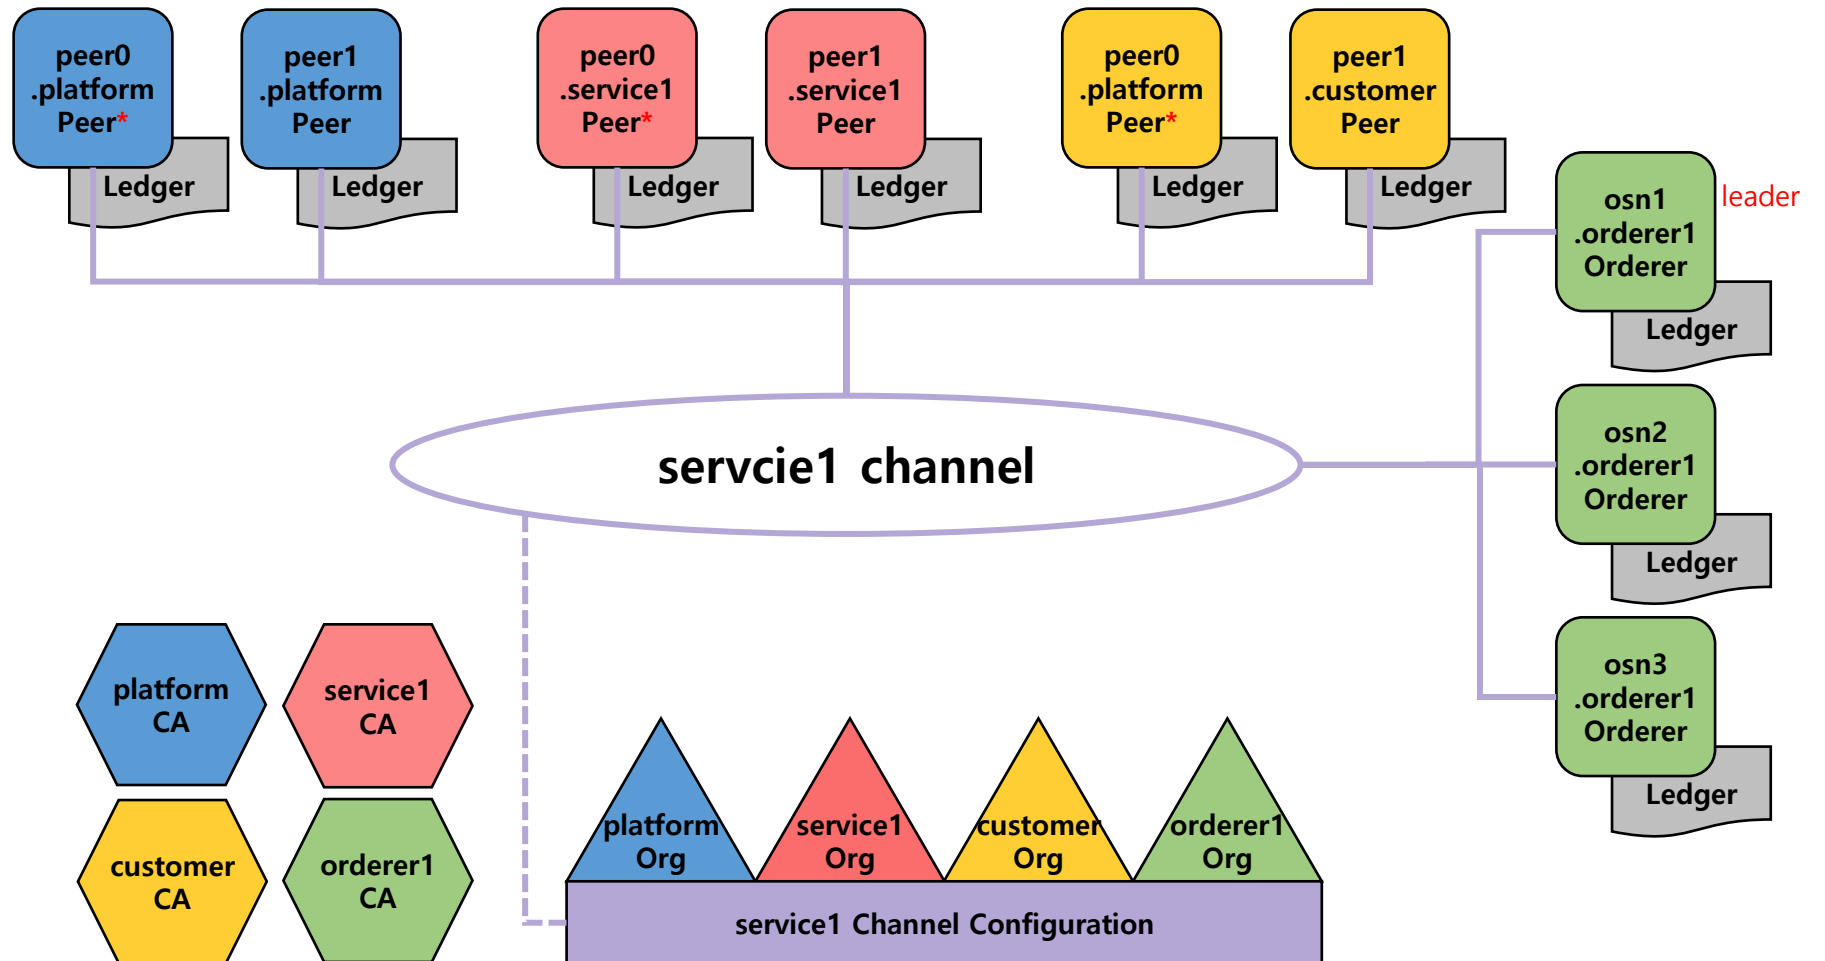 peer0
.platform
Peer*
Ledger
peer1
.platform
Peer
Ledger
peer0
.service1
Peer*
Ledger
peer1
.service1
Peer
Ledger
peer0
.platform
Peer*
Ledger
peer1
.customer
Peer
Ledger
osn1
.orderer1
Orderer
leader
Ledger
osn2
.orderer1
Orderer
Ledger
osn3
.orderer1
Orderer
Ledger
servcie1 channel
platform
CA
service1
CA
customer
CA
orderer1
CA
platform
Org
service1
Org
customer
Org
orderer1
Org
service1 Channel Configuration